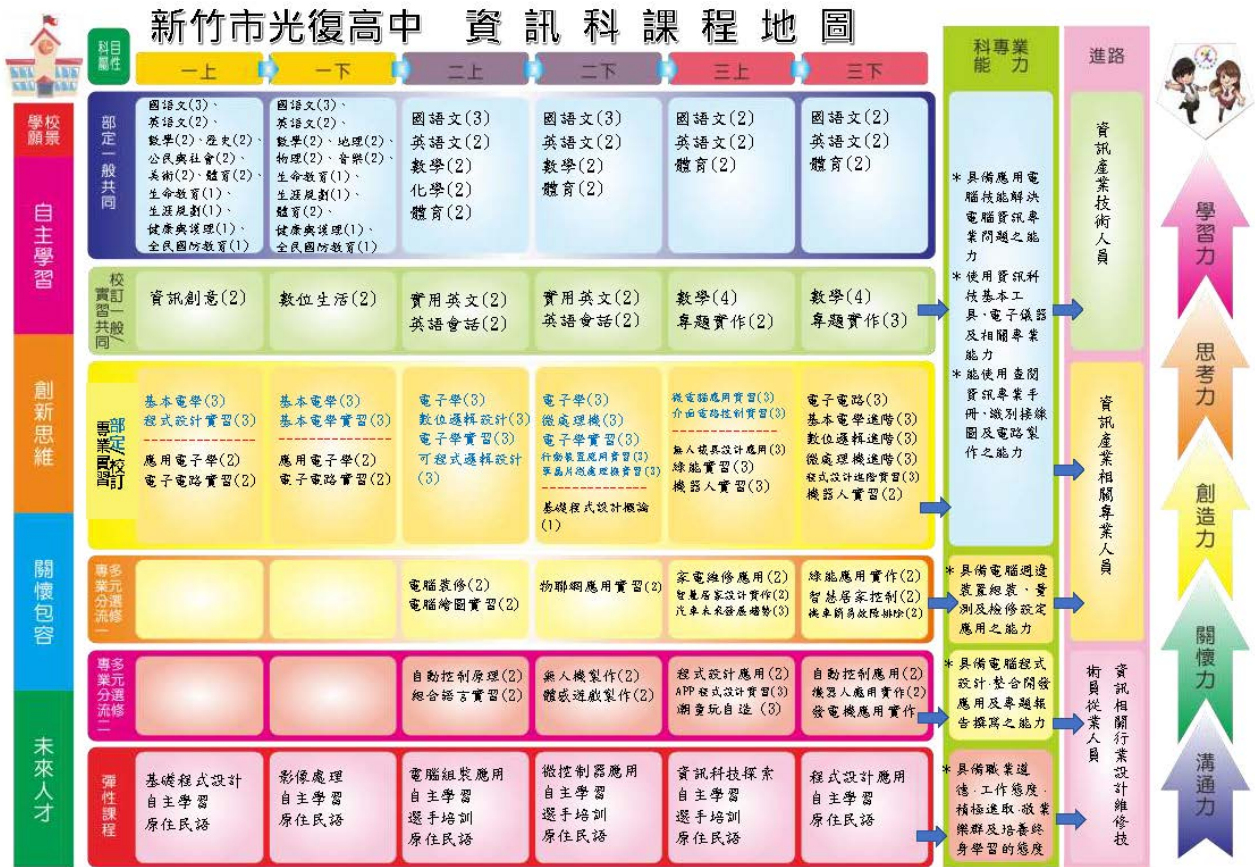 新竹市光復高中 資訊科課程地圖
科目屬性
一上
一下
二上
二下
三上
三下
科專業能力
進路
學校願景
自主學習
創新思維
關懷包容
未來人才
部定一般共同
國語文(3)、
英語文(2)、
數學(2)、歷史(2)、
公民與社會(2)、
美術(2)、體育(2)、
生命教育(1)、
生涯規劃(1)、
健康與護理(1)、
全民國防教育(1)
國語文(3)、
英語文(2)、
數學(2)、地理(2)、
物理(2)、音樂(2)、
生命教育(1)、
生涯規劃(1)、
體育(2)、
健康與護理(1)、
全民國防教育(1)
國語文(3)
英語文(2)
數學(2)
化學(2)
體育(2)
國語文(3)
英語文(2)
數學(2)
體育(2)
國語文(2)
英語文(2)
體育(2)
國語文(2)
英語文(2)
體育(2)
校訂一般/實習共同
資訊創意(2)
數位生活(2)
實用英文(2)
英語會話(2)
實用英文(2)
英語會話(2)
數學(4)
專題實作(2)
數學(4)
專題實作(3)
部定/校訂
專業實習
基本電學(3)
程式設計實習(3)
應用電子學(2)
電子電路實習(2)
基本電學(3)
基本電學實習(3)
應用電子學(2)
電子電路實習(2)
電子學(3)
數位邏輯設計(3)
電子學實習(3)
可程式邏輯設計
(3)
電子學(3)
微處理機(3)
電子學實習(3)
行動裝置應用實習(3)
單晶片微處理機實習(3)
基礎程式設計概論
(1)
微電腦應用實習(3)
介面電路控制實習(3)
無人機具設計應用(3)
綠能實習(3)
機器人實習(3)
電子電路(3)
基本電學進階(3)
數位邏輯進階(3)
微處理機進階(3)
程式設計進階實習(3)
機器人實習(2)
多元選修
專業分流一
電腦裝修(2)
電腦繪圖實習(2)
物聯網應用實習(2)
家電維修應用(2)
智慧居家設計實作(2)
汽車未來發展趨勢(3)
綠能應用實作(2)
智慧居家控制(2)
機車簡易故障排除(2)
多元選修
專業分流二
自動控制原理(2)
組合語言實習(2)
無人機製作(2)
體感遊戲製作(2)
程式設計應用(2)
APP程式設計實習(3)
潮童玩自造 (3)
自動控制應用(2)
機器人應用實作(2)
發電機應用實作
彈性課程
基礎程式設計
自主學習
原住民語
影像處理
自主學習
原住民語
電腦組裝應用
自主學習
選手培訓
原住民語
微控制器應用
自主學習
選手培訓
原住民語
資訊科技探索
自主學習
選手培訓
原住民語
程式設計應用
自主學習
原住民語
* 具備應用電
腦技能解決
電腦資訊專
業問題之能
力
* 使用資訊科
技基本工
具、電子儀器
及相關專業
能力
* 能使用查閱
資訊專業手
冊、識別接線
圖及電路製
作之能力
* 具備電腦週邊
裝置組裝、量
測及檢修設定
應用之能力
* 具備電腦程式
設計、整合開發
應用及專題報
告撰寫之能力
* 具備職業道
德、工作態度、
積極進取、敬業
樂群及培養終
身學習的態度
資訊產業技術人員
資訊產業相關專業人員
資訊相關行業設計維修技
術員從業人員
學習力
思考力
創造力
關懷力
溝通力